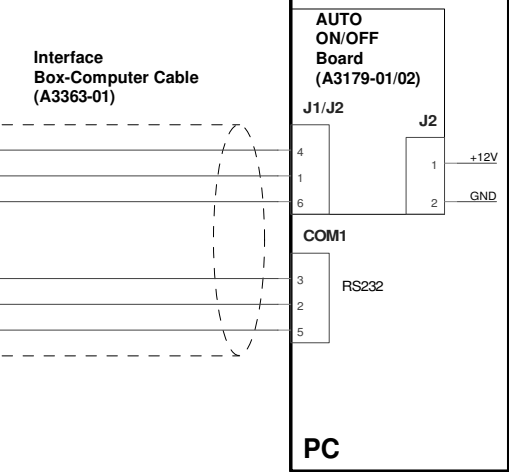 AUTO
ON/OFF
Board
(A3179-01/02)
Interface
Box-Computer Cable
(A3363-01)
J1/J2
J2
4
1
6
1
+12V
2
GND
COM1
3
2
5
RS232
PC